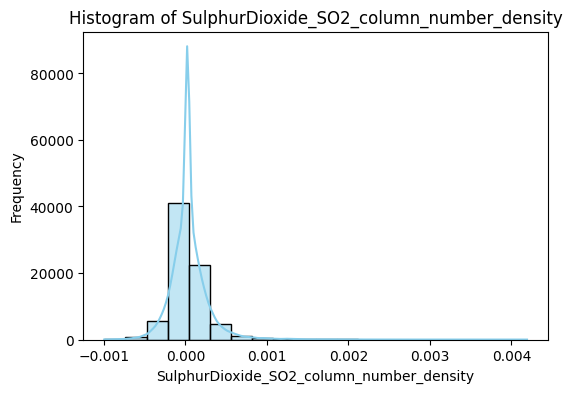 Histogram of SulphurDioxide_SO2_column_number_density
80000
60000
40000
20000
0
Frequency
−0.001 0.000 0.001 0.002 0.003 0.004
SulphurDioxide_SO2_column_number_density